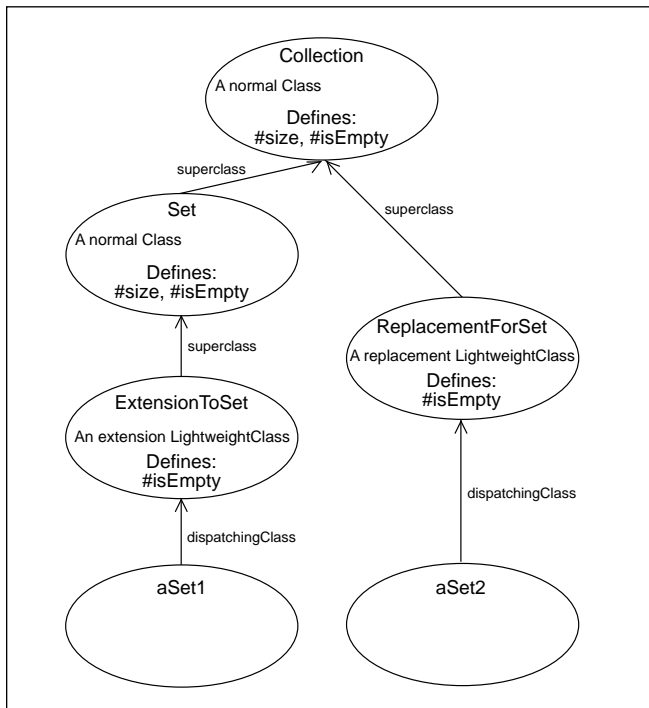 Collection
A normal Class
Defines:
#size, #isEmpty
superclass
superclass
Set
A normal Class
Defines:
#size, #isEmpty
superclass
ReplacementForSet
A replacement LightweightClass
Defines:
#isEmpty
ExtensionToSet
An extension LightweightClass
Defines:
#isEmpty
dispatchingClass
dispatchingClass
aSet1
aSet2